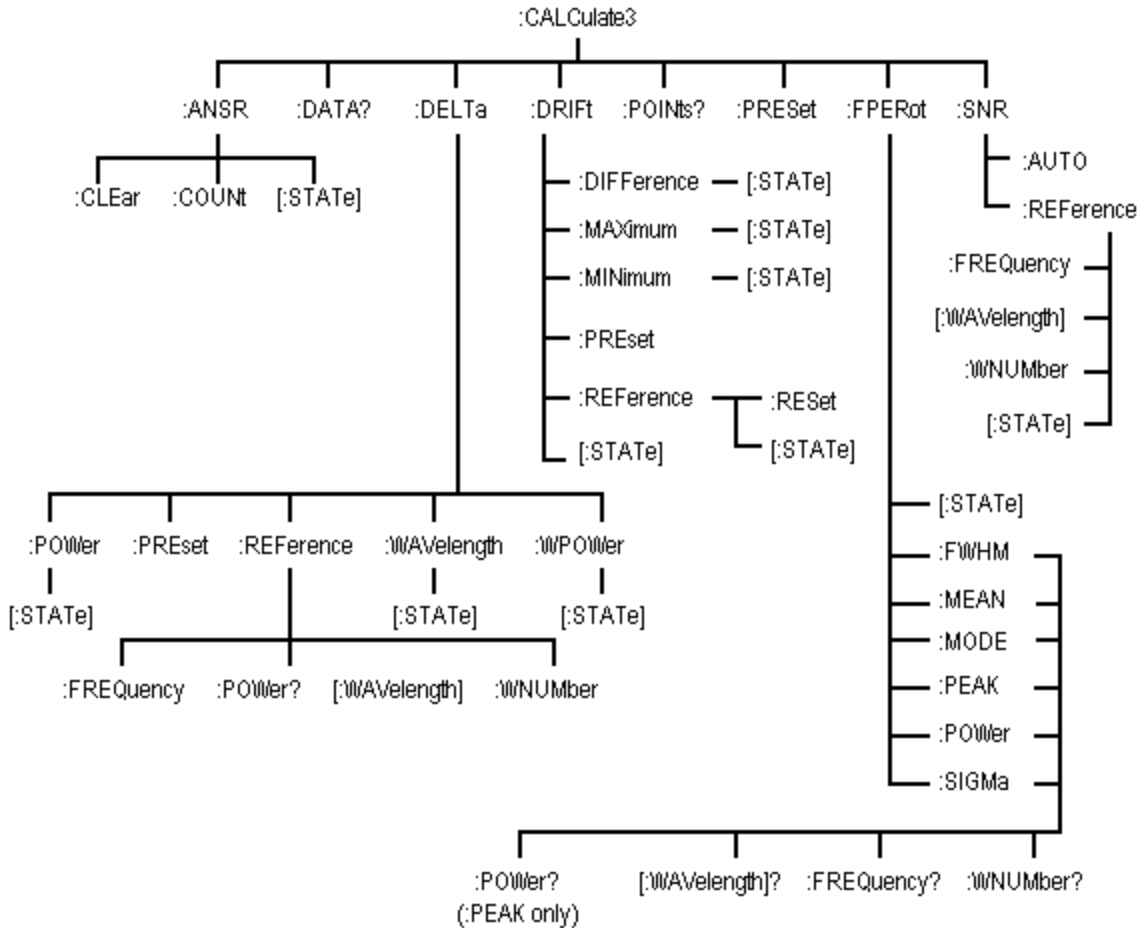 :CALCulate3
:ANSR :DATA? :DELTa :DRIFt :POINts? :PRESet :FPERot :SNR
:CLEar :COUNt [:STATe]
:DIFFerence [:STATe]
:MAXimum [:STATe]
:MINimum [:STATe]
:PREset
:REFerence :RESet
[:STATe] [:STATe]
:AUTO
:REFerence
:FREQuency
[:WAVelength]
:WNUMber
[:STATe]
:POWer :PREset :REFerence :WAVelength :WPOWer
[:STATe] [:STATe] [:STATe]
:FREQuency :POWer? [:WAVelength] :WNUMber
[:STATe]
:FWHM
:MEAN
:MODE
:PEAK
:POWer
:SIGMa
:POWer? [:WAVelength]? :FREQuency? :WNUMber?
(:PEAK only)